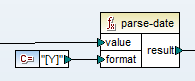 parse-date
value
result
C= "[Y]"
format